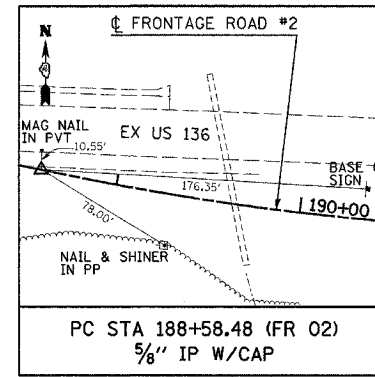 ℄ FRONTAGE ROAD #2
N
MAG NAIL
IN PVT
10.55'
EX US 136
BASE
SIGN
176.35'
190+00
78.00'
NAIL & SHINER
IN PP
PC STA 188+58.48 (FR 02)
5/8" IP W/CAP